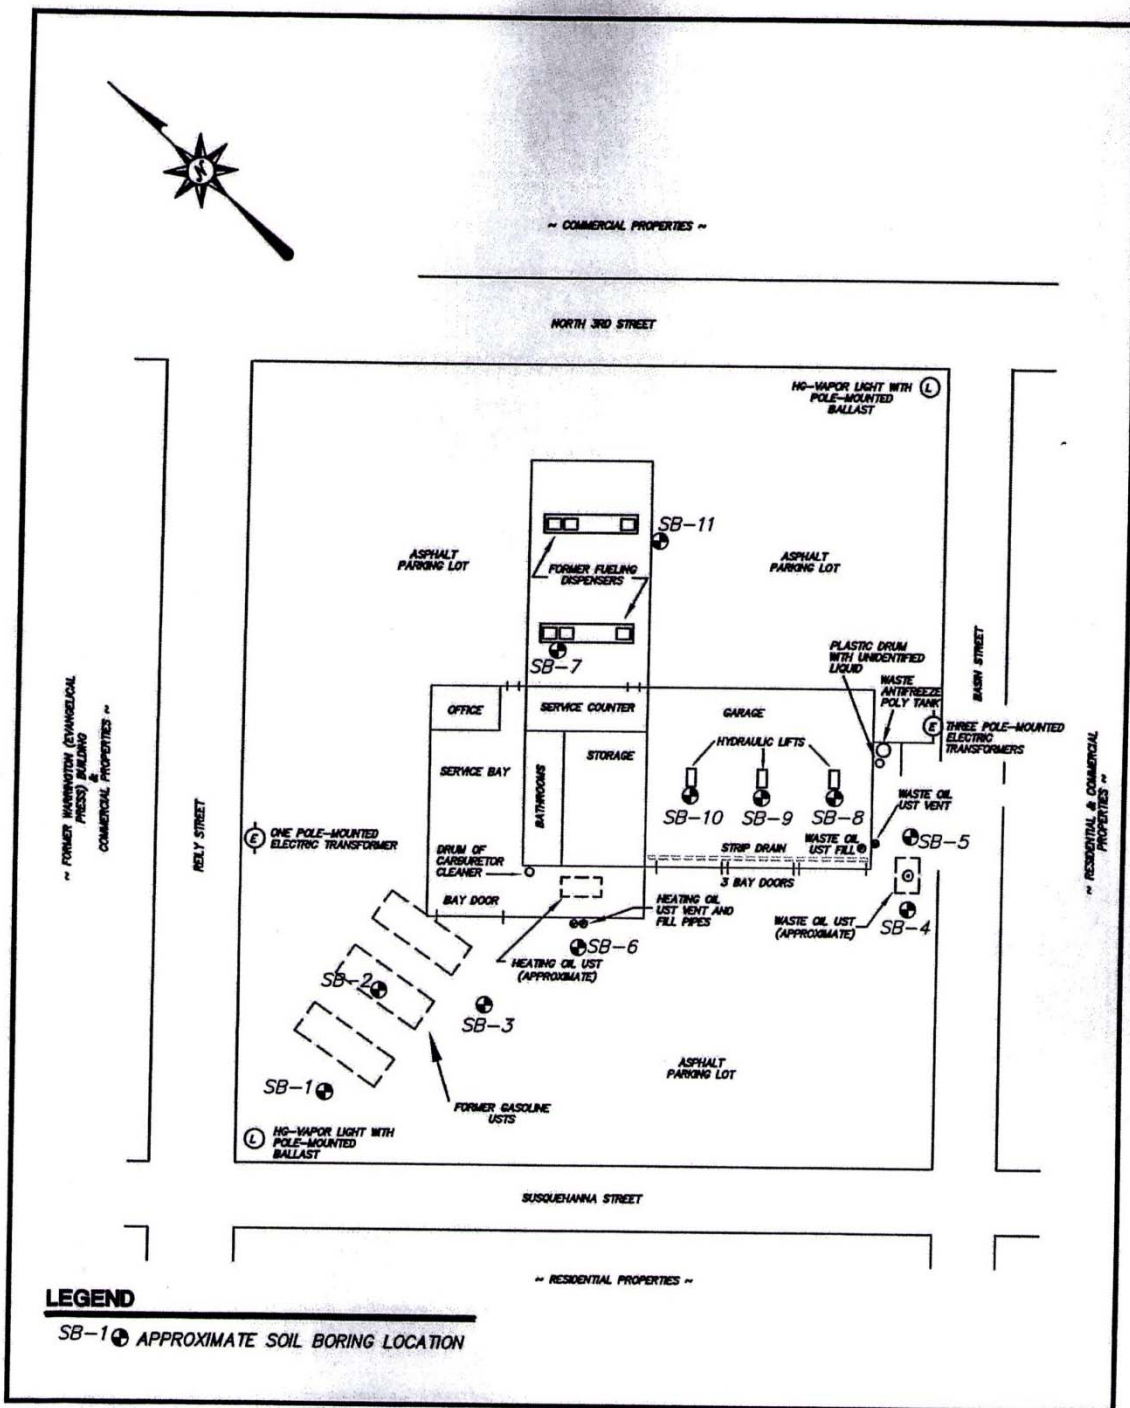 N
~ COMMERCIAL PROPERTIES ~
NORTH 3RD STREET
HG-VAPOR LIGHT WITH
POLE-MOUNTED
BALLAST
L
SB-11
ASPHALT
PARKING LOT
FORMER FUELING
DISPENSERS
ASPHALT
PARKING LOT
SB-7
PLASTIC DRUM
WITH UNIDENTIFIED
LIQUID
WASTE
ANTIFREEZE
POLY TANK
BASIN STREET
~ FORMER WARRINGTON (EVANGELICAL
PRESS) BUILDING
&
COMMERCIAL PROPERTIES ~
OFFICE
SERVICE COUNTER
GARAGE
E
THREE POLE-MOUNTED
ELECTRIC
TRANSFORMERS
~ RESIDENTIAL & COMMERCIAL
PROPERTIES ~
SERVICE BAY
BATHROOMS
STORAGE
HYDRAULIC LIFTS
SB-10
SB-9
SB-8
WASTE OIL
UST VENT
REILY STREET
E
ONE POLE-MOUNTED
ELECTRIC TRANSFORMER
DRUM OF
CARBURETOR
CLEANER
STRIP DRAIN
WASTE OIL
UST FILL
SB-5
3 BAY DOORS
BAY DOOR
HEATING OIL
UST VENT AND
FILL PIPES
WASTE OIL UST
(APPROXIMATE)
SB-4
SB-6
HEATING OIL UST
(APPROXIMATE)
SB-2
SB-3
ASPHALT
PARKING LOT
SB-1
FORMER GASOLINE
USTS
L
HG-VAPOR LIGHT WITH
POLE-MOUNTED
BALLAST
SUSQUEHANNA STREET
~ RESIDENTIAL PROPERTIES ~
LEGEND
SB-1 APPROXIMATE SOIL BORING LOCATION